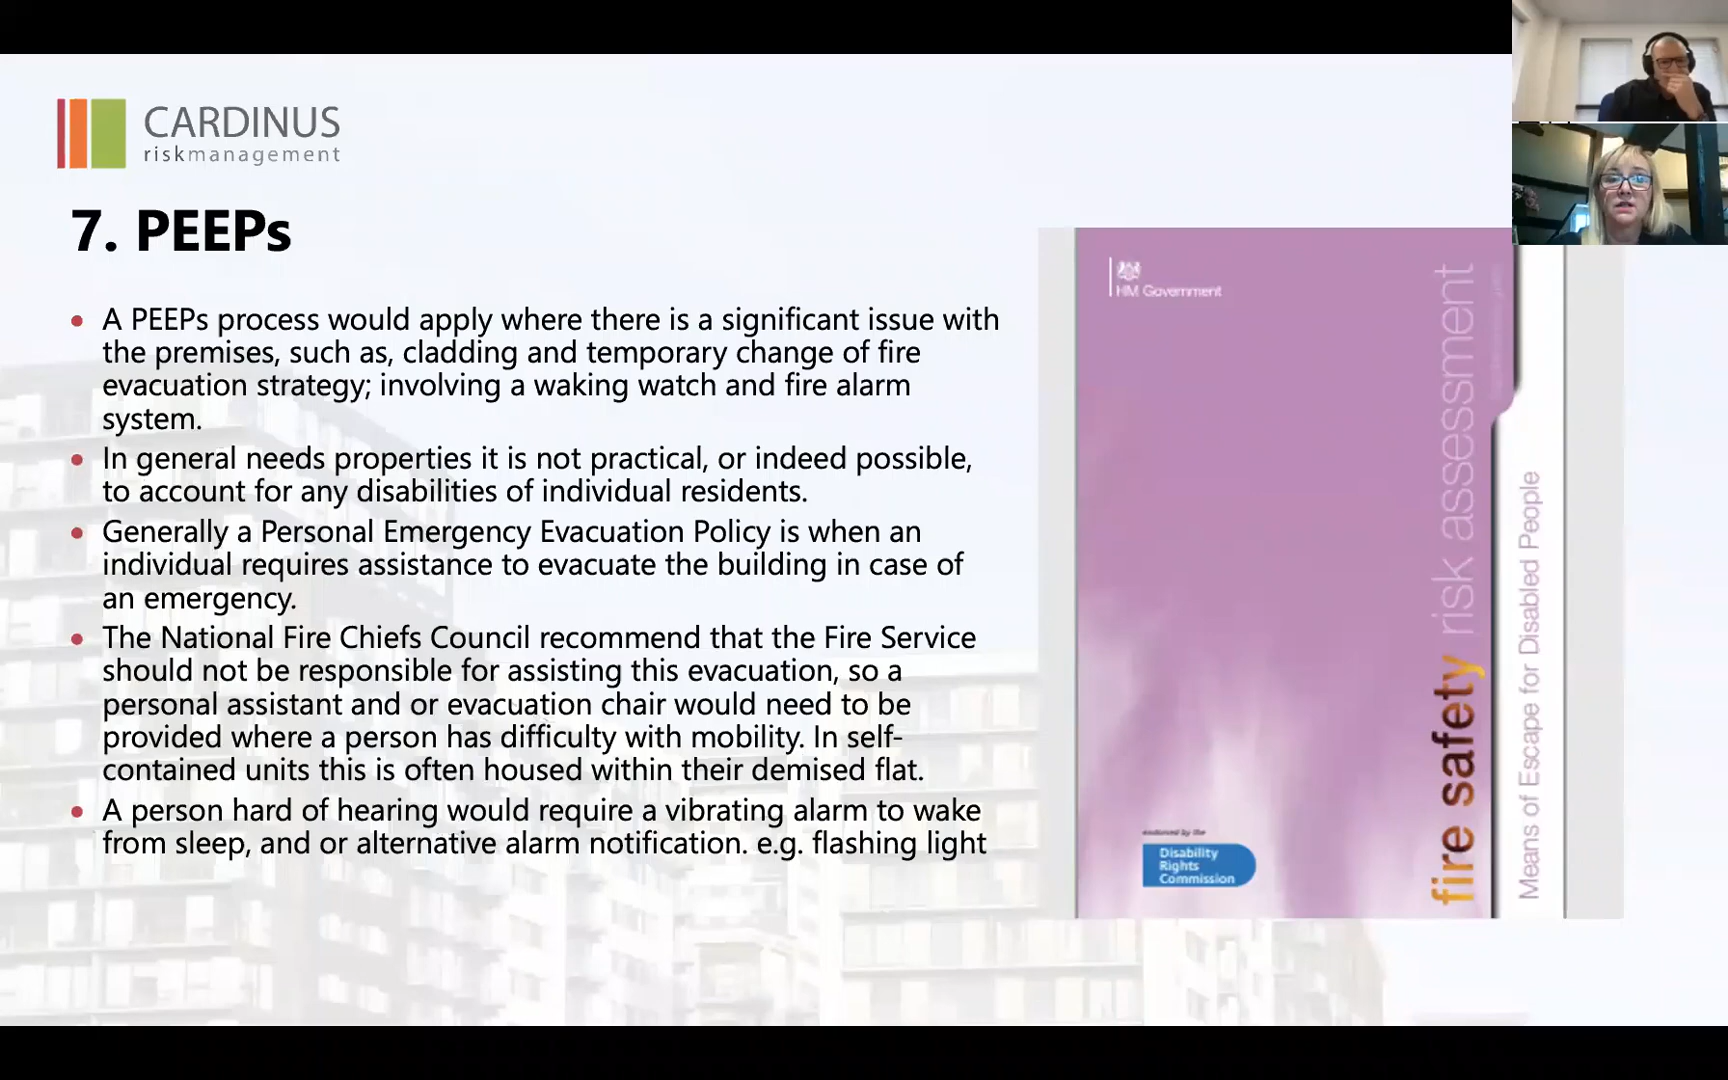 CARDINUS
riskmanagement
7. PEEPs
A PEEPs process would apply where there is a significant issue with
the premises, such as, cladding and temporary change of fire
evacuation strategy; involving a waking watch and fire alarm
system.
In general needs properties it is not practical, or indeed possible,
to account for any disabilities of individual residents.
Generally a Personal Emergency Evacuation Policy is when an
individual requires assistance to evacuate the building in case of
an emergency.
The National Fire Chiefs Council recommend that the Fire Service
should not be responsible for assisting this evacuation, so a
personal assistant and or evacuation chair would need to be
provided where a person has difficulty with mobility. In self-
contained units this is often housed within their demised flat.
A person hard of hearing would require a vibrating alarm to wake
from sleep, and or alternative alarm notification. e.g. flashing light
HM Government
fire safety risk assessment
Means of Escape for Disabled People
endorsed by the
Disability
Rights
Commission